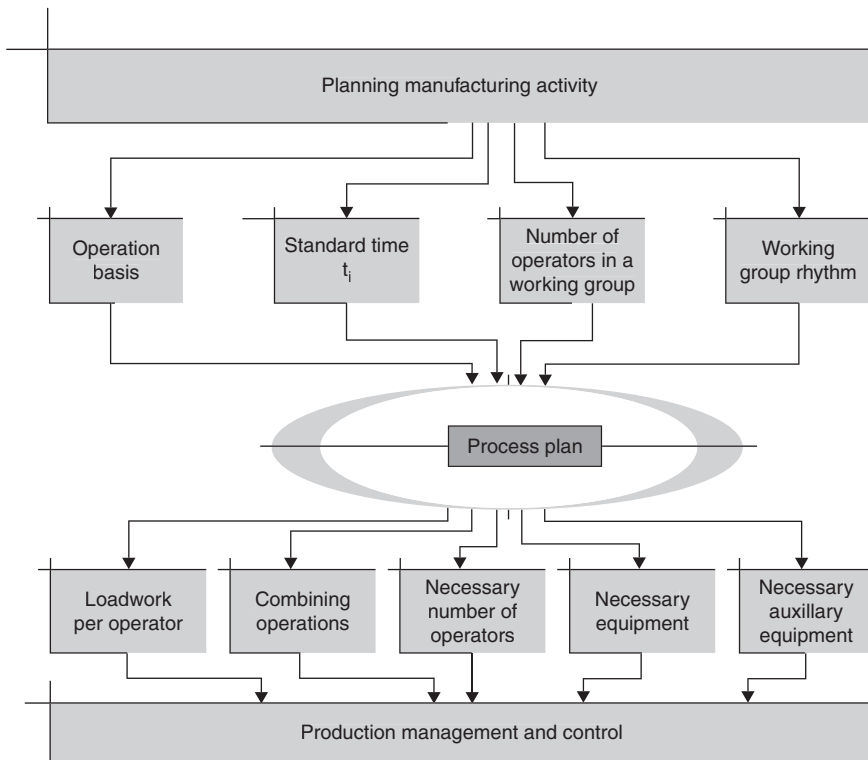 Planning manufacturing activity
Operation
basis
Standard time
tᵢ
Number of
operators in a
working group
Working
group rhythm
Process plan
Loadwork
per operator
Combining
operations
Necessary
number of
operators
Necessary
equipment
Necessary
auxillary
equipment
Production management and control